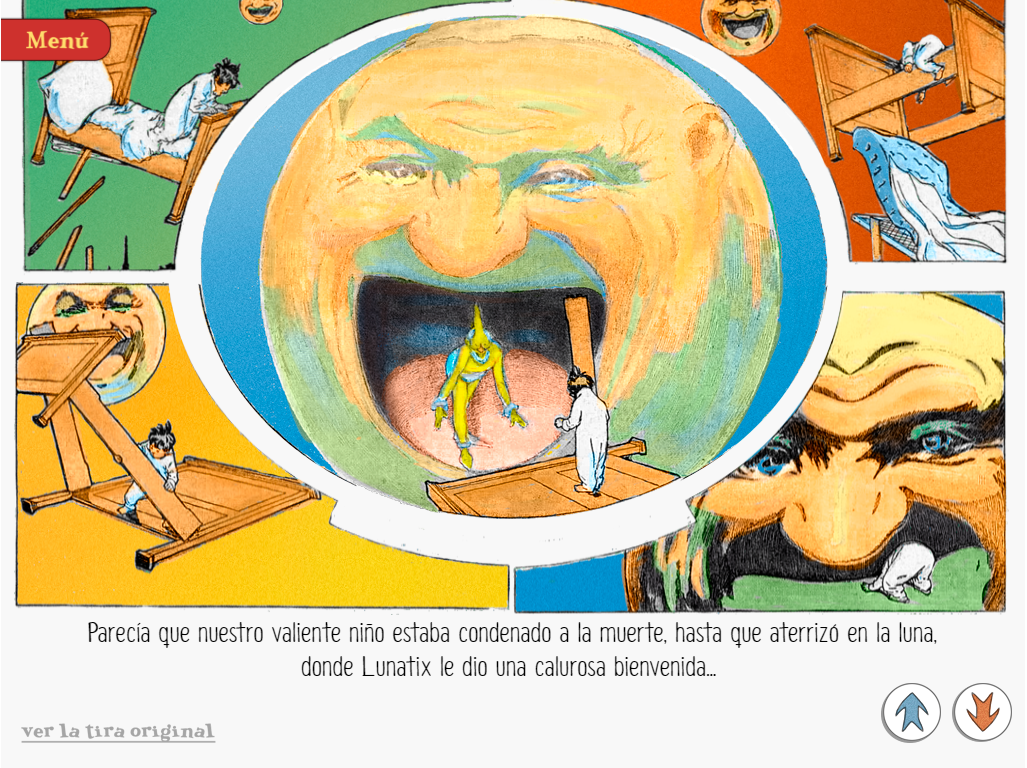 Menú
Parecía que nuestro valiente niño estaba condenado a la muerte, hasta que aterrizó en la luna,
donde Lunatix le dio una calurosa bienvenida...
ver la tira original